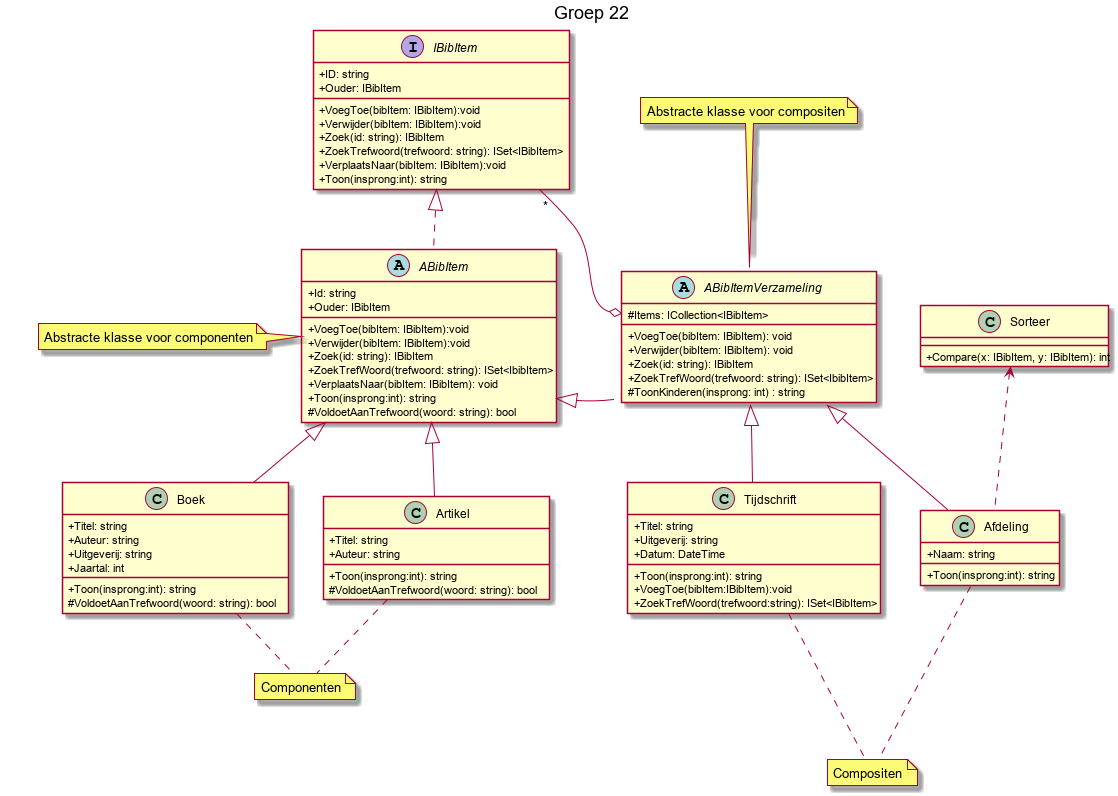 Groep 22
I IBibItem
+ID: string
+Ouder: IBibItem
+VoegToe(bibItem: IBibItem):void
+Verwijder(bibItem: IBibItem):void
+Zoek(id: string): IBibItem
+ZoekTrefwoord(trefwoord: string): ISet<IBibItem>
+VerplaatsNaar(bibItem: IBibItem):void
+Toon(insprong:int): string
Abstracte klasse voor compositen
*
A ABibItem
+Id: string
+Ouder: IBibItem
+VoegToe(bibItem: IBibItem):void
+Verwijder(bibItem: IBibItem):void
+Zoek(id: string): IBibItem
+ZoekTrefWoord(trefwoord: string): ISet<IbibItem>
+VerplaatsNaar(bibItem: IBibItem): void
+Toon(insprong:int): string
#VoldoetAanTrefwoord(woord: string): bool
Abstracte klasse voor componenten
A ABibItemVerzameling
#Items: ICollection<IBibItem>
+VoegToe(bibItem: IBibItem): void
+Verwijder(bibItem: IBibItem): void
+Zoek(id: string): IBibItem
+ZoekTrefWoord(trefwoord: string): ISet<IbibItem>
#ToonKinderen(insprong: int) : string
C Sorteer
+Compare(x: IBibItem, y: IBibItem): int
C Boek
+Titel: string
+Auteur: string
+Uitgeverij: string
+Jaartal: int
+Toon(insprong:int): string
#VoldoetAanTrefwoord(woord: string): bool
C Artikel
+Titel: string
+Auteur: string
+Toon(insprong:int): string
#VoldoetAanTrefwoord(woord: string): bool
C Tijdschrift
+Titel: string
+Uitgeverij: string
+Datum: DateTime
+Toon(insprong:int): string
+VoegToe(bibItem:IBibItem):void
+ZoekTrefWoord(trefwoord:string): ISet<IBibItem>
C Afdeling
+Naam: string
+Toon(insprong:int): string
Componenten
Compositen